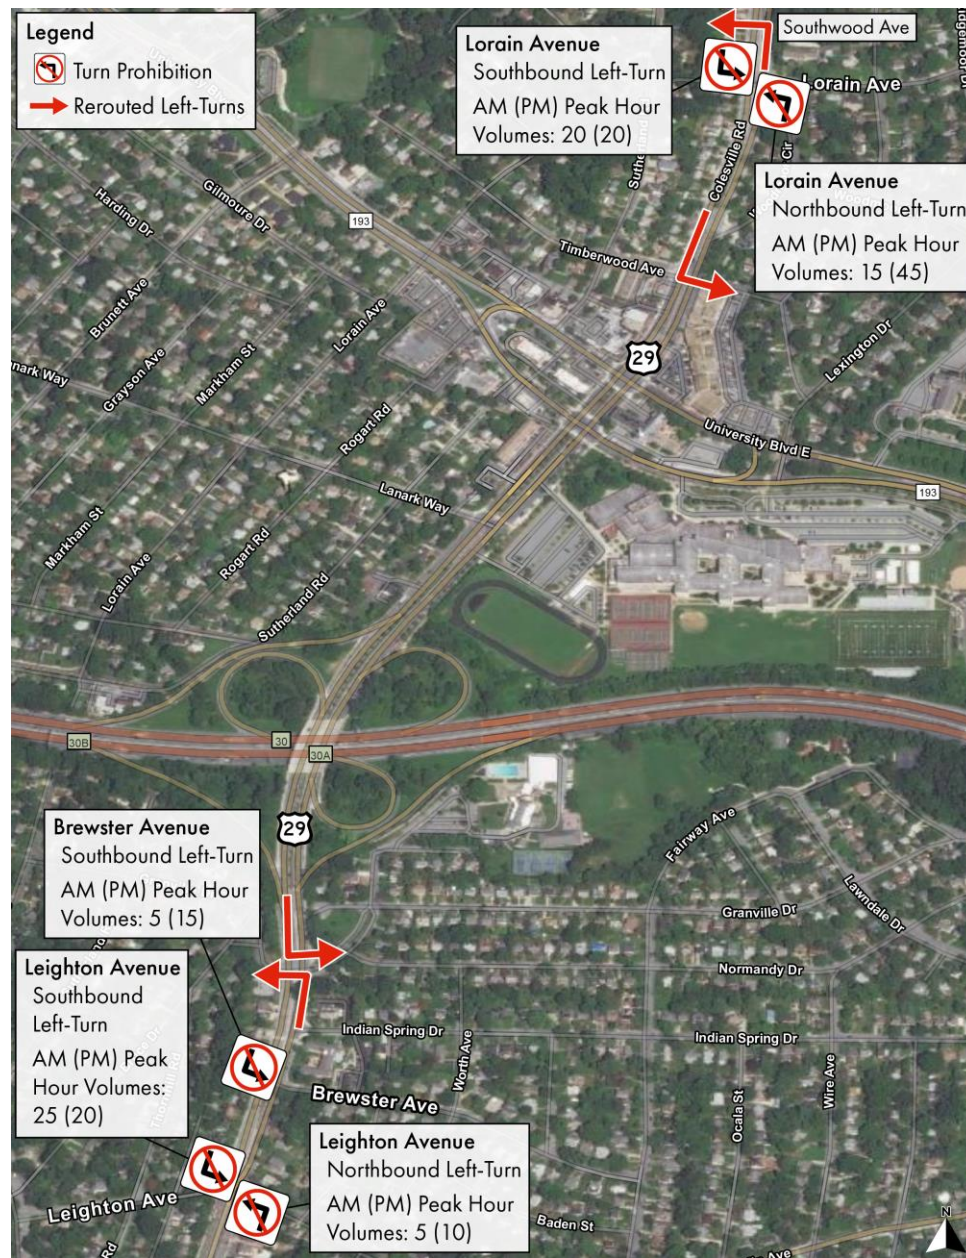 Legend
Turn Prohibition
Rerouted Left-Turns
Lorain Avenue
Southbound Left-Turn
AM (PM) Peak Hour
Volumes: 20 (20)
Southwood Ave
Lorain Ave
Colesville Rd
Cir
Lorain Avenue
Northbound Left-Turn
AM (PM) Peak Hour
Volumes: 15 (45)
Harding Dr
Gilmoure Dr
193
Timberwood Ave
Brunett Ave
Grayson Ave
Markham St
Lorain Ave
29
Lexington Dr
Rogart Rd
University Blvd E
193
Lanark Way
Markham St
Lorain Ave
Rogart Rd
Sutherland Rd
30B
30
30A
29
Fairway Ave
Brewster Avenue
Southbound Left-Turn
AM (PM) Peak Hour
Volumes: 5 (15)
Granville Dr
Lawndale Dr
Normandy Dr
Leighton Avenue
Southbound
Left-Turn
AM (PM) Peak
Hour Volumes:
25 (20)
Indian Spring Dr
Indian Spring Dr
Worth Ave
Ocala St
Wire Ave
Brewster Ave
Leighton Ave
Leighton Avenue
Northbound Left-Turn
AM (PM) Peak Hour
Volumes: 5 (10)
Baden St
Rd
Ave
N